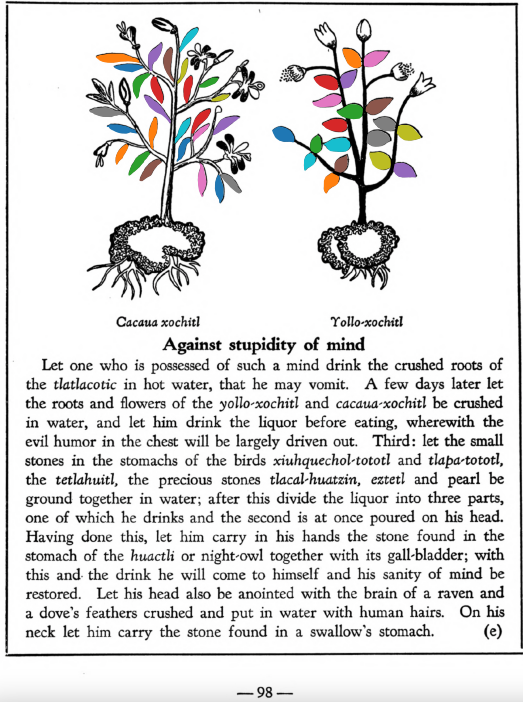 Cacaua xochitl
Yollo-xochitl
Against stupidity of mind
Let one who is possessed of such a mind drink the crushed roots of
the tlatlacotic in hot water, that he may vomit. A few days later let
the roots and flowers of the yollo-xochitl and cacaua-xochitl be crushed
in water, and let him drink the liquor before eating, wherewith the
evil humor in the chest will be largely driven out. Third: let the small
stones in the stomachs of the birds xiuhquechol-tototl and tlapa-tototl,
the tetlahuitl, the precious stones tlacal-huatzin, eztetl and pearl be
ground together in water; after this divide the liquor into three parts,
one of which he drinks and the second is at once poured on his head.
Having done this, let him carry in his hands the stone found in the
stomach of the huactli or night-owl together with its gall-bladder; with
this and the drink he will come to himself and his sanity of mind be
restored. Let his head also be anointed with the brain of a raven and
a dove's feathers crushed and put in water with human hairs. On his
neck let him carry the stone found in a swallow's stomach. (e)
— 98 —